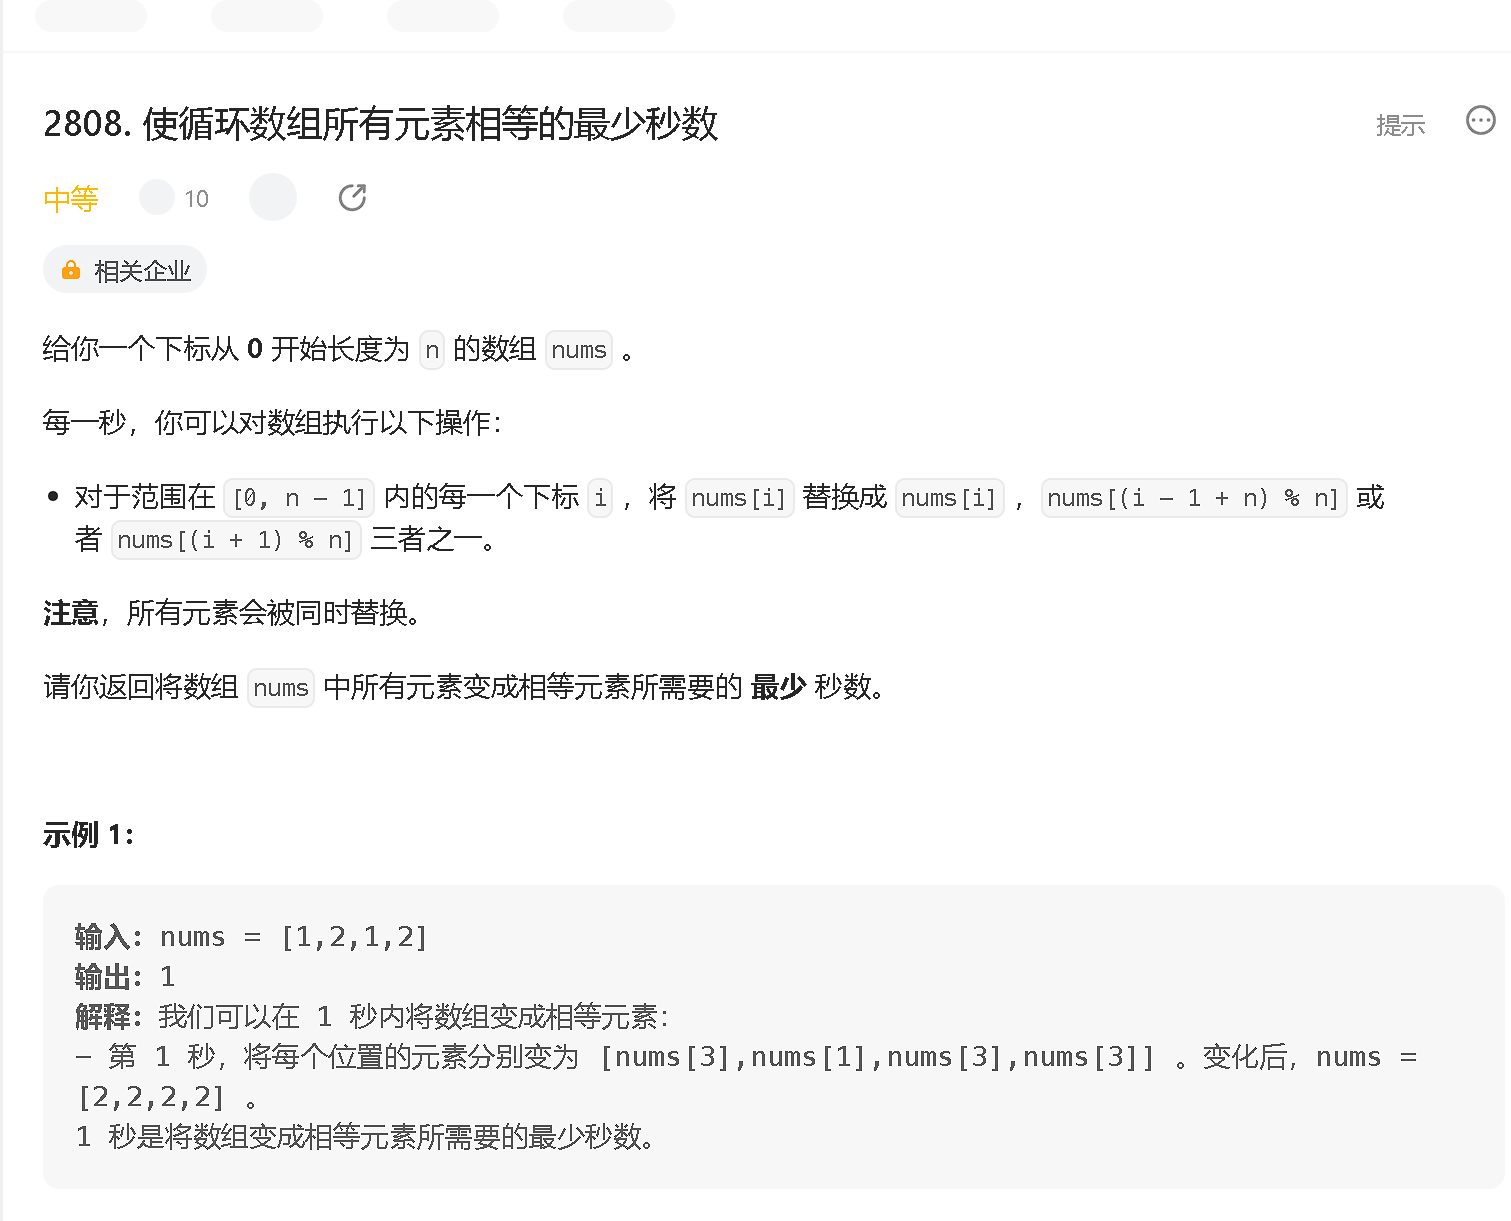 2808. 使循环数组所有元素相等的最少秒数
提示
中等
10
相关企业
给你一个下标从 0 开始长度为 n 的数组 nums 。
每一秒，你可以对数组执行以下操作：
• 对于范围在 [0, n - 1] 内的每一个下标 i ，将 nums[i] 替换成 nums[i] ，nums[(i - 1 + n) % n] 或
者 nums[(i + 1) % n] 三者之一。
注意，所有元素会被同时替换。
请你返回将数组 nums 中所有元素变成相等元素所需要的 最少 秒数。
示例 1：
输入：nums = [1,2,1,2]
输出：1
解释：我们可以在 1 秒内将数组变成相等元素：
- 第 1 秒，将每个位置的元素分别变为 [nums[3],nums[1],nums[3],nums[3]] 。变化后，nums =
[2,2,2,2] 。
1 秒是将数组变成相等元素所需要的最少秒数。